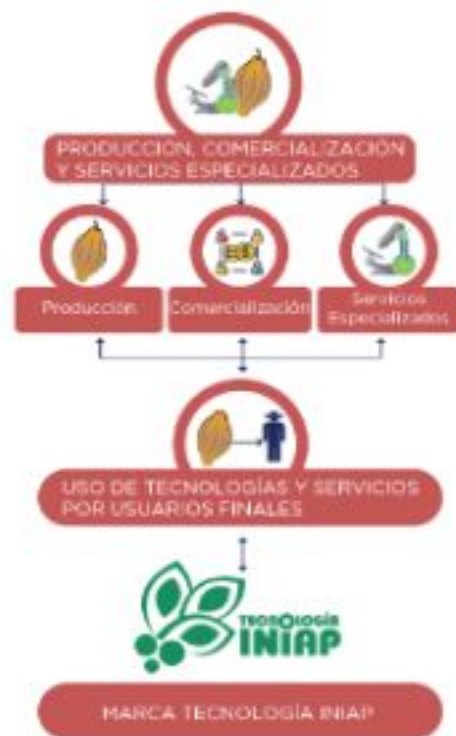 PRODUCCIÓN, COMERCIALIZACIÓN
Y SERVICIOS ESPECIALIZADOS
Producción
Comercialización
Servicios
Especializados
USO DE TECNOLOGÍAS Y SERVICIOS
POR USUARIOS FINALES
TECNOLOGÍA
INIAP
MARCA TECNOLOGÍA INIAP